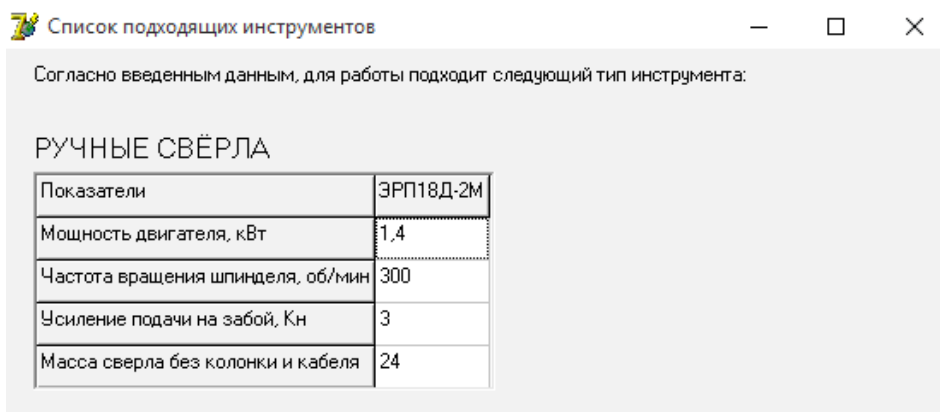 Список подходящих инструментов
Согласно введенным данным, для работы подходит следующий тип инструмента:
РУЧНЫЕ СВЁРЛА
Показатели ЭРП18Д-2М
Мощность двигателя, кВт 1,4
Частота вращения шпинделя, об/мин 300
Усиление подачи на забой, Кн 3
Масса сверла без колонки и кабеля 24